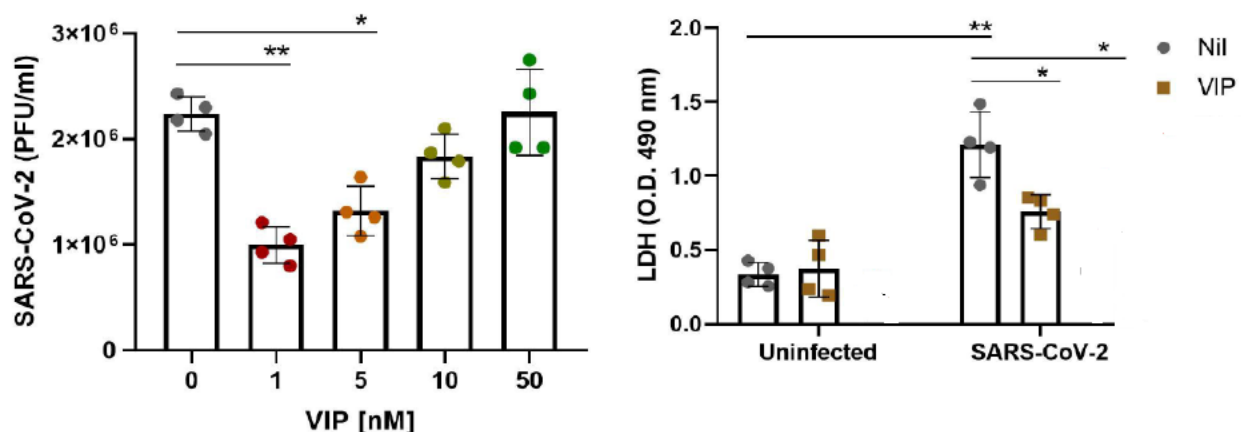 SARS-CoV-2 (PFU/ml)
3×10⁶
2×10⁶
1×10⁶
0
*
**
0 1 5 10 50
VIP [nM]
LDH (O.D. 490 nm)
2.0
1.5
1.0
0.5
0.0
**
*
*
Uninfected SARS-CoV-2
Nil
VIP